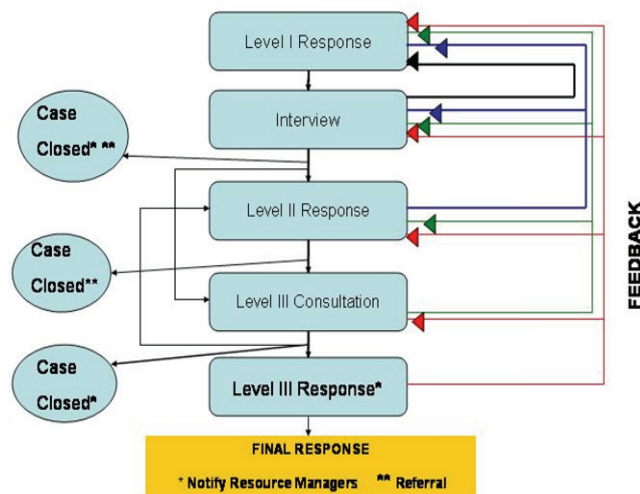 Level I Response
Interview
Case
Closed* **
Level II Response
Case
Closed**
Level III Consultation
Case
Closed*
Level III Response*
FEEDBACK
FINAL RESPONSE
* Notify Resource Managers ** Referral